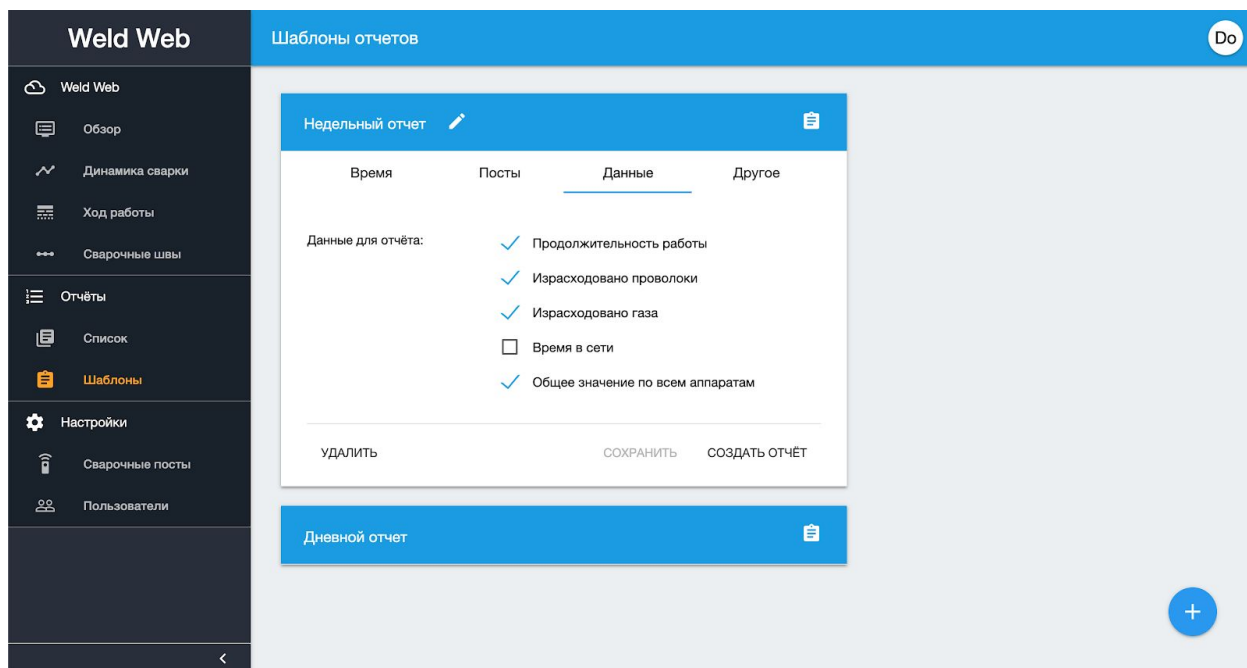 Weld Web
Шаблоны отчетов
Do
Weld Web
Обзор
Динамика сварки
Ход работы
Сварочные швы
Отчёты
Список
Шаблоны
Настройки
Сварочные посты
Пользователи
Недельный отчет
Время Посты Данные Другое
Данные для отчёта:
Продолжительность работы
Израсходовано проволоки
Израсходовано газа
Время в сети
Общее значение по всем аппаратам
УДАЛИТЬ СОХРАНИТЬ СОЗДАТЬ ОТЧЁТ
Дневной отчет